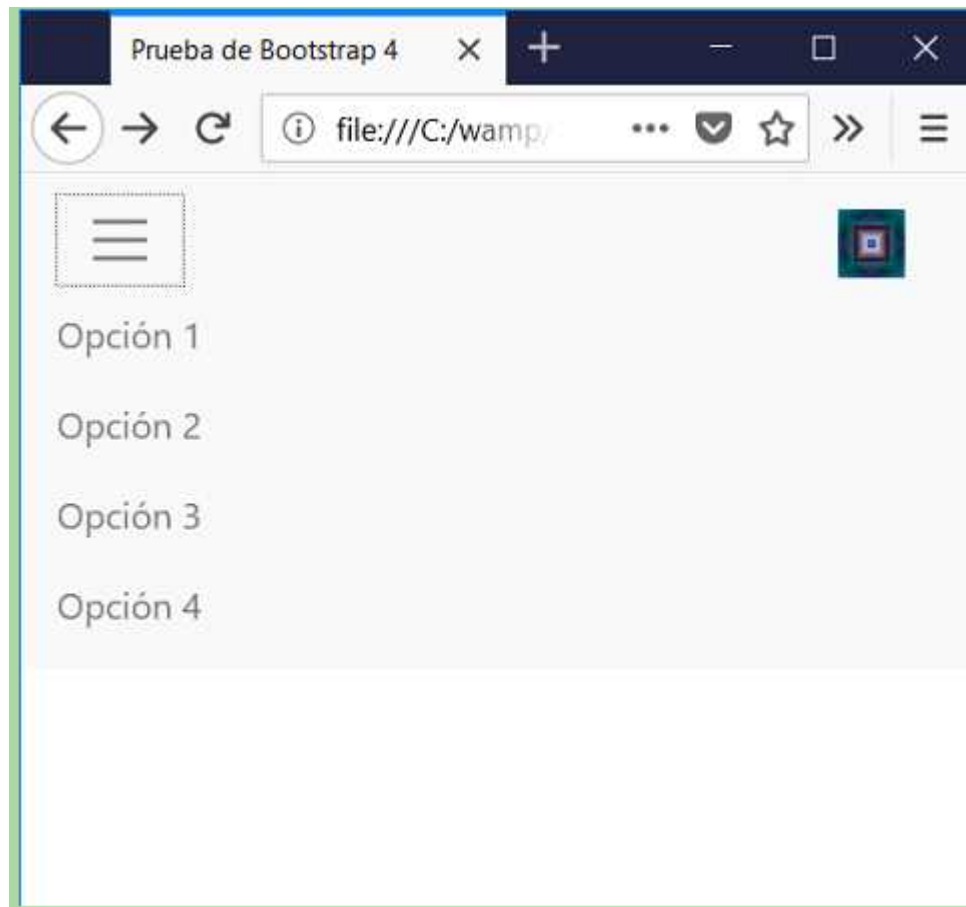 Prueba de Bootstrap 4
file:///C:/wamp/
Opción 1
Opción 2
Opción 3
Opción 4